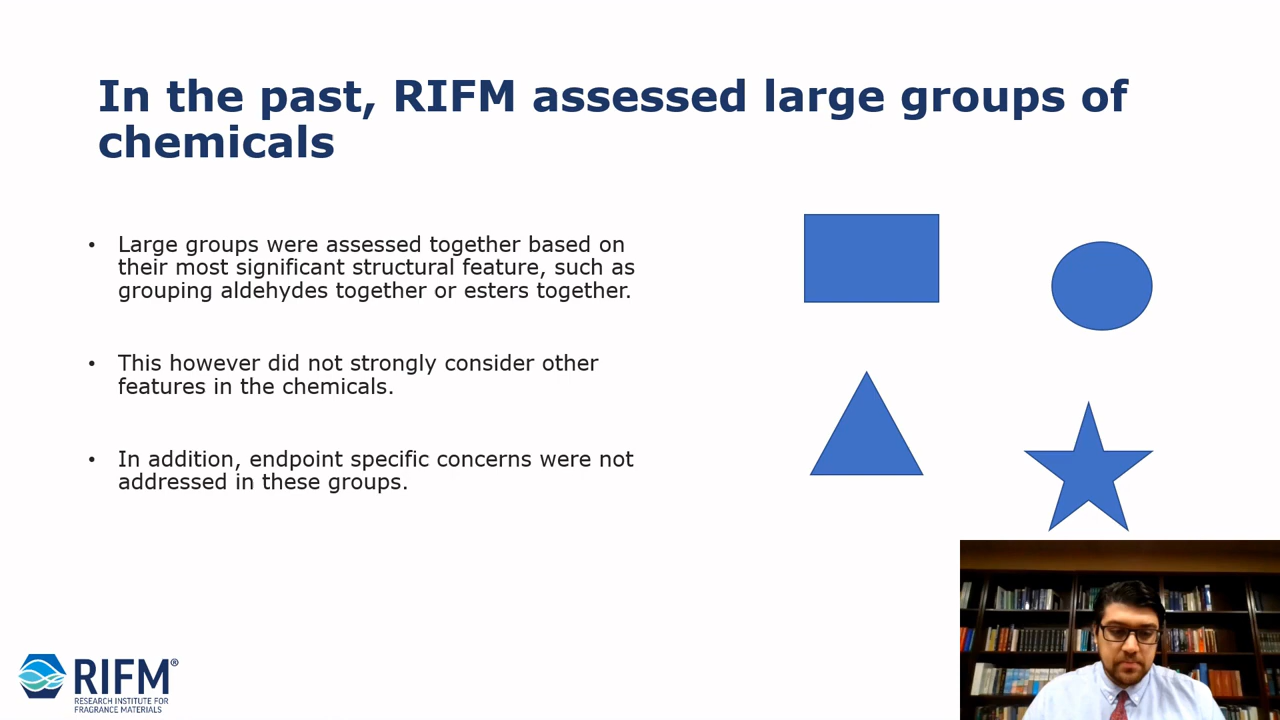 In the past, RIFM assessed large groups of
chemicals
• Large groups were assessed together based on
their most significant structural feature, such as
grouping aldehydes together or esters together.
• This however did not strongly consider other
features in the chemicals.
• In addition, endpoint specific concerns were not
addressed in these groups.
RIFM®
RESEARCH INSTITUTE FOR
FRAGRANCE MATERIALS